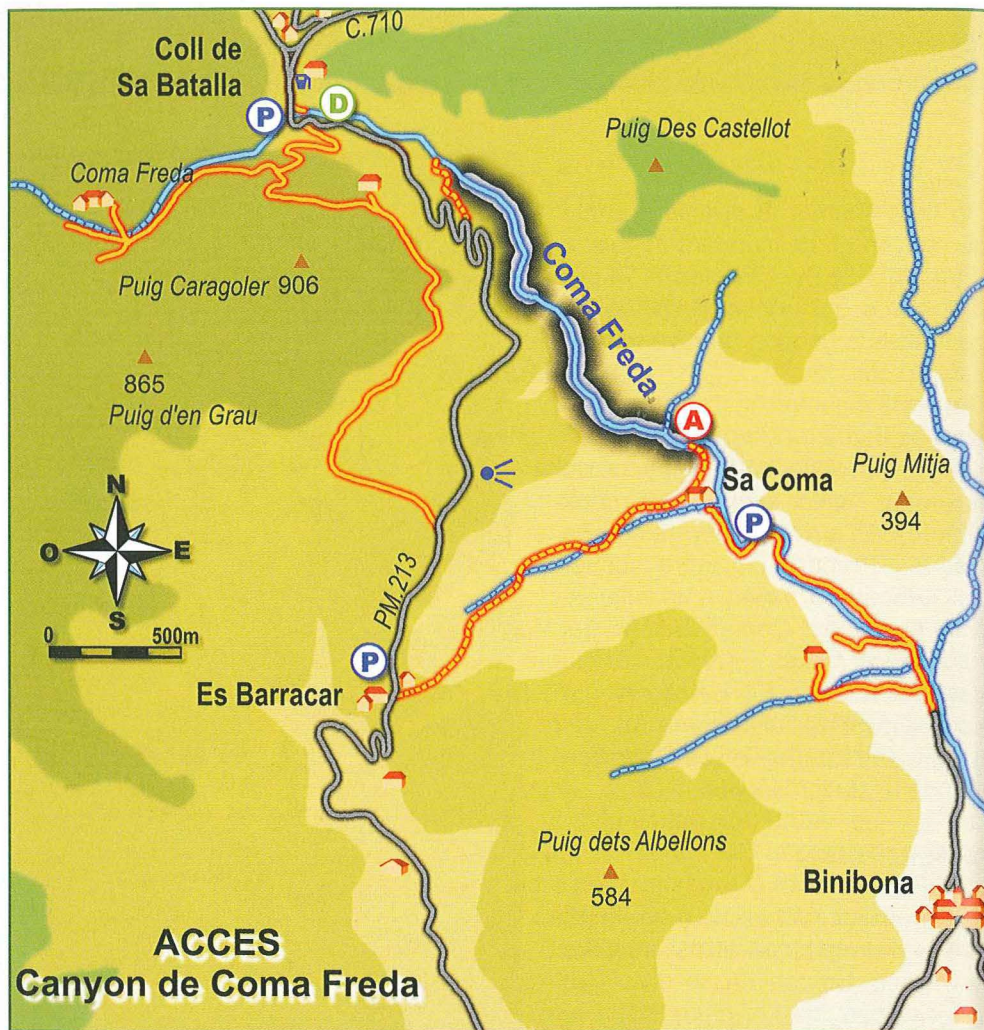 C.710
Coll de
Sa Batalla
P
D
Puig Des Castellot
Coma Freda
Puig Caragoler 906
Coma Freda
865
Puig d'en Grau
A
Sa Coma
Puig Mitja
394
P
N
O
E
S
0
500m
PM.213
P
Es Barracar
Puig dets Albellons
584
Binibona
ACCES
Canyon de Coma Freda